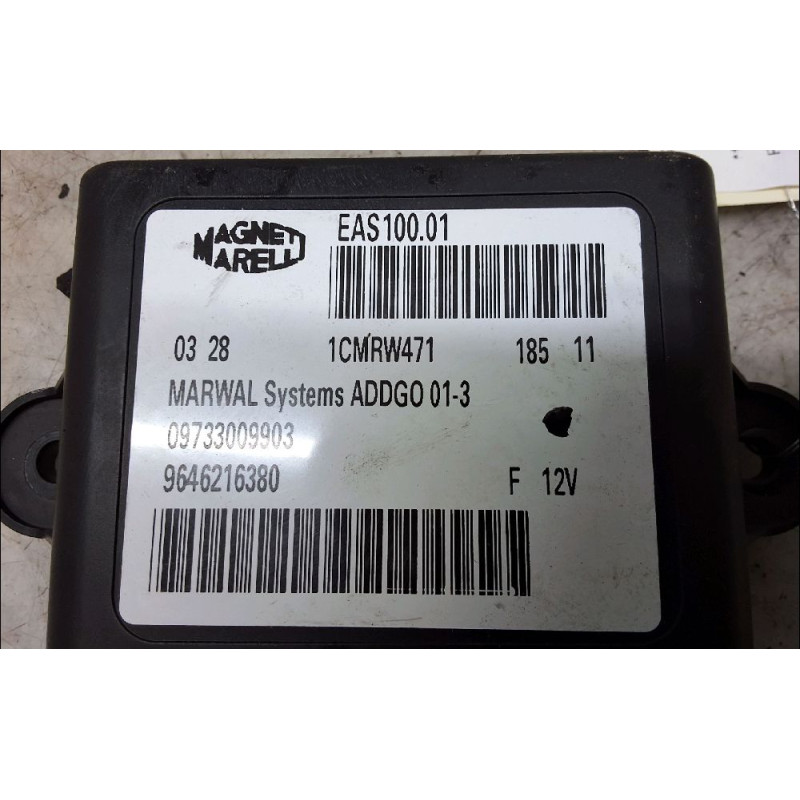 MAGNETI
MARELLI
EAS100.01
03 28 1CMRW471 185 11
MARWAL Systems ADDGO 01-3
09733009903
9646216380 F 12V